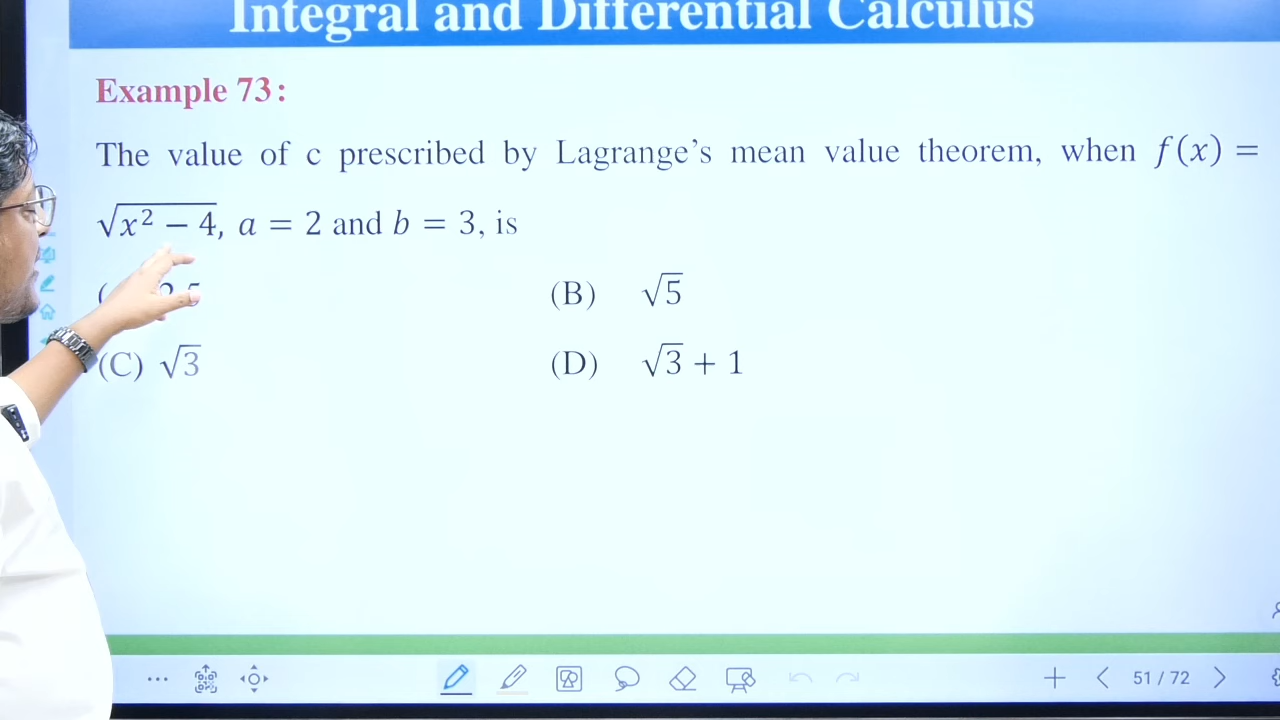 Integral and Differential Calculus
Example 73:
The value of c prescribed by Lagrange's mean value theorem, when f(x) =
√(x² − 4), a = 2 and b = 3, is
(B) √5
(C) √3 (D) √3 + 1
51 / 72